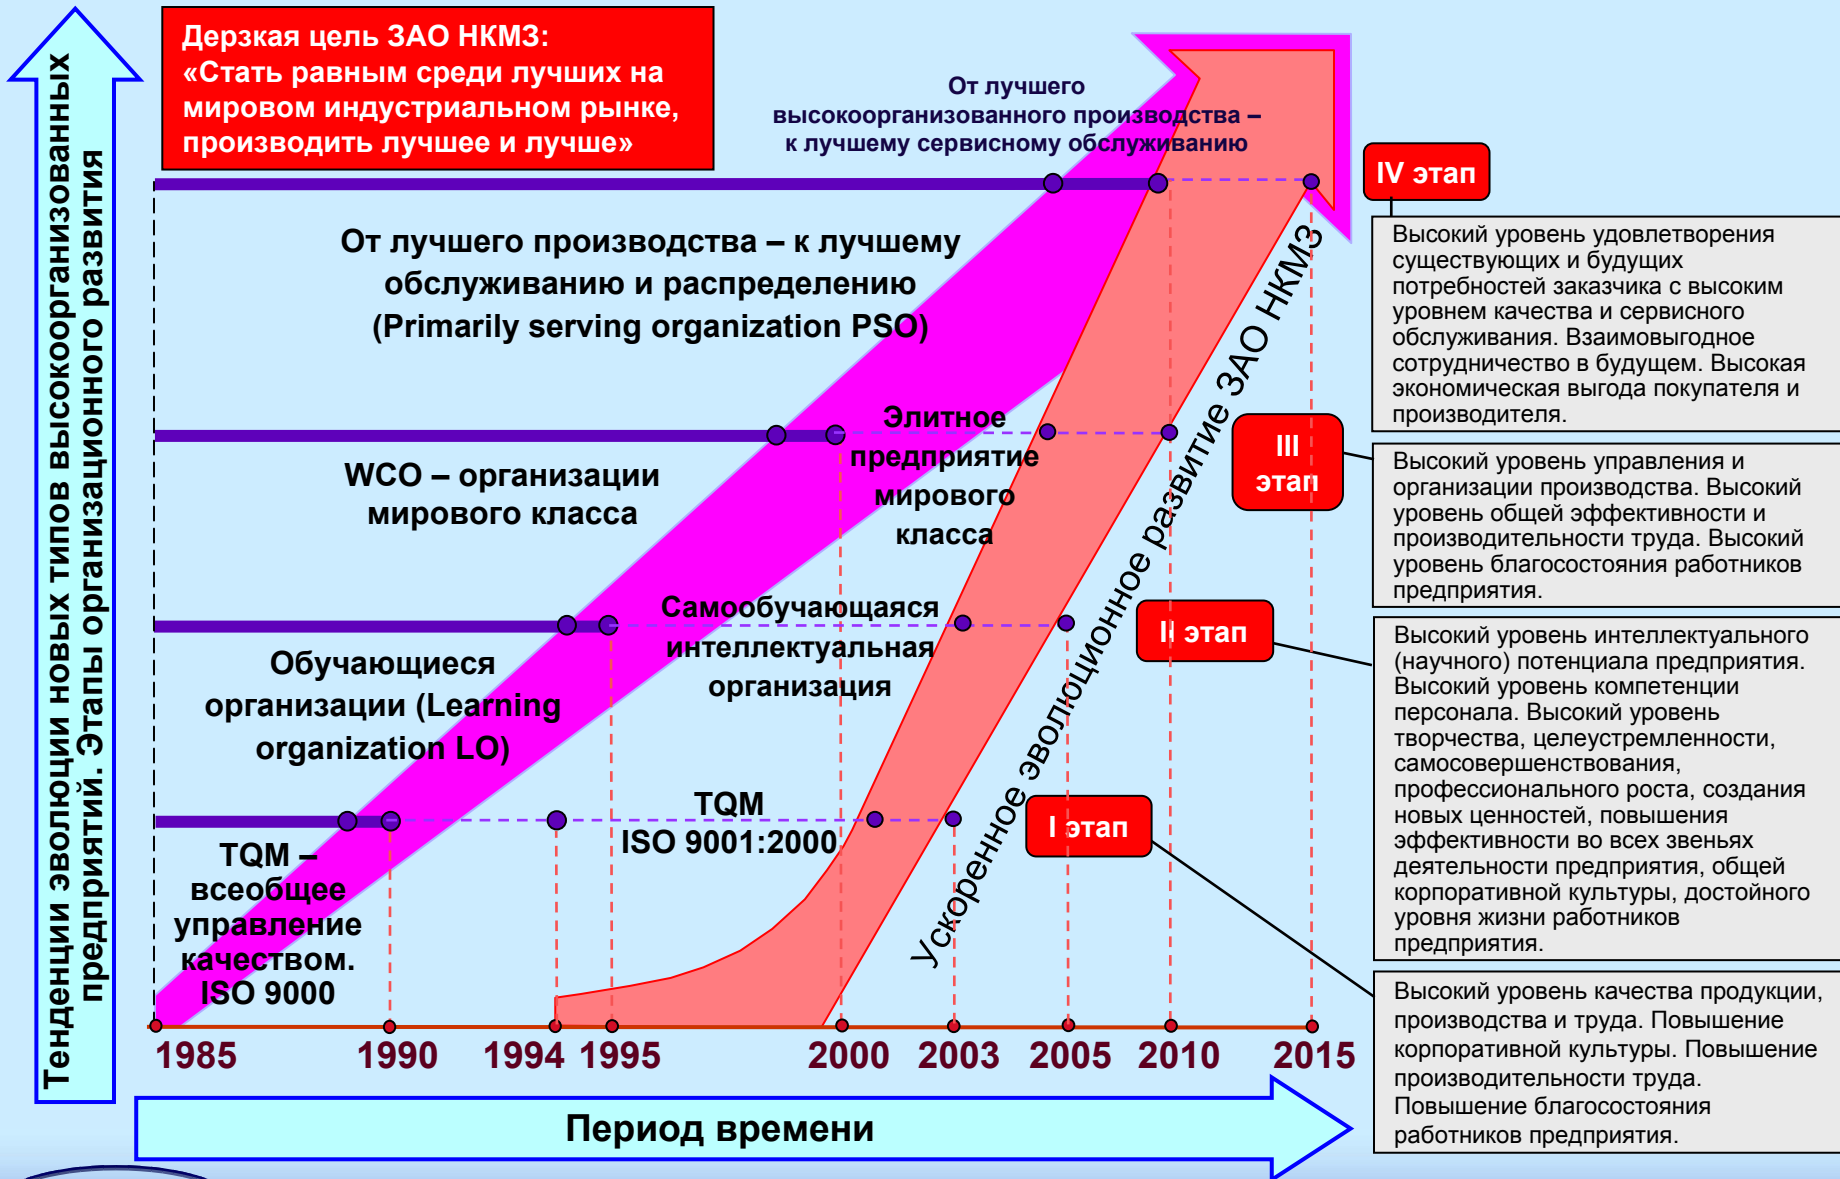 Тенденции эволюции новых типов высокоорганизованных
предприятий. Этапы организационного развития
Дерзкая цель ЗАО НКМЗ:
«Стать равным среди лучших на
мировом индустриальном рынке,
производить лучшее и лучше»
От лучшего
высокоорганизованного производства –
к лучшему сервисному обслуживанию
От лучшего производства – к лучшему
обслуживанию и распределению
(Primarily serving organization PSO)
WCO – организации
мирового класса
Элитное
предприятие
мирового
класса
Обучающиеся
организации (Learning
organization LO)
Самообучающаяся
интеллектуальная
организация
TQM –
всеобщее
управление
качеством.
ISO 9000
TQM
ISO 9001:2000
Ускоренное эволюционное развитие ЗАО НКМЗ
IV этап
Высокий уровень удовлетворения
существующих и будущих
потребностей заказчика с высоким
уровнем качества и сервисного
обслуживания. Взаимовыгодное
сотрудничество в будущем. Высокая
экономическая выгода покупателя и
производителя.
III
этап
Высокий уровень управления и
организации производства. Высокий
уровень общей эффективности и
производительности труда. Высокий
уровень благосостояния работников
предприятия.
II этап
Высокий уровень интеллектуального
(научного) потенциала предприятия.
Высокий уровень компетенции
персонала. Высокий уровень
творчества, целеустремленности,
самосовершенствования,
профессионального роста, создания
новых ценностей, повышения
эффективности во всех звеньях
деятельности предприятия, общей
корпоративной культуры, достойного
уровня жизни работников
предприятия.
I этап
Высокий уровень качества продукции,
производства и труда. Повышение
корпоративной культуры. Повышение
производительности труда.
Повышение благосостояния
работников предприятия.
1985 1990 1994 1995 2000 2003 2005 2010 2015
Период времени